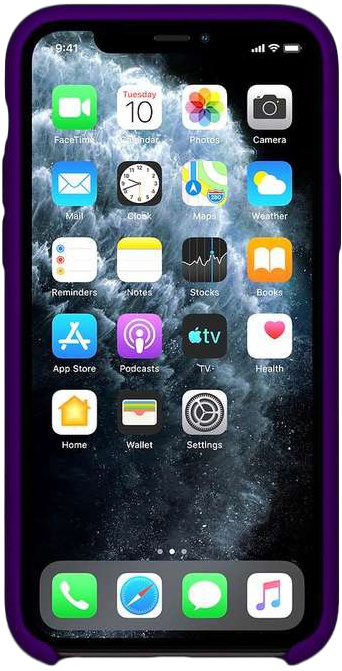 9:41
Tuesday
10
FaceTime Calendar Photos Camera
280
Mail Clock Maps Weather
Reminders Notes Stocks Books
tv
App Store Podcasts TV Health
Home Wallet Settings